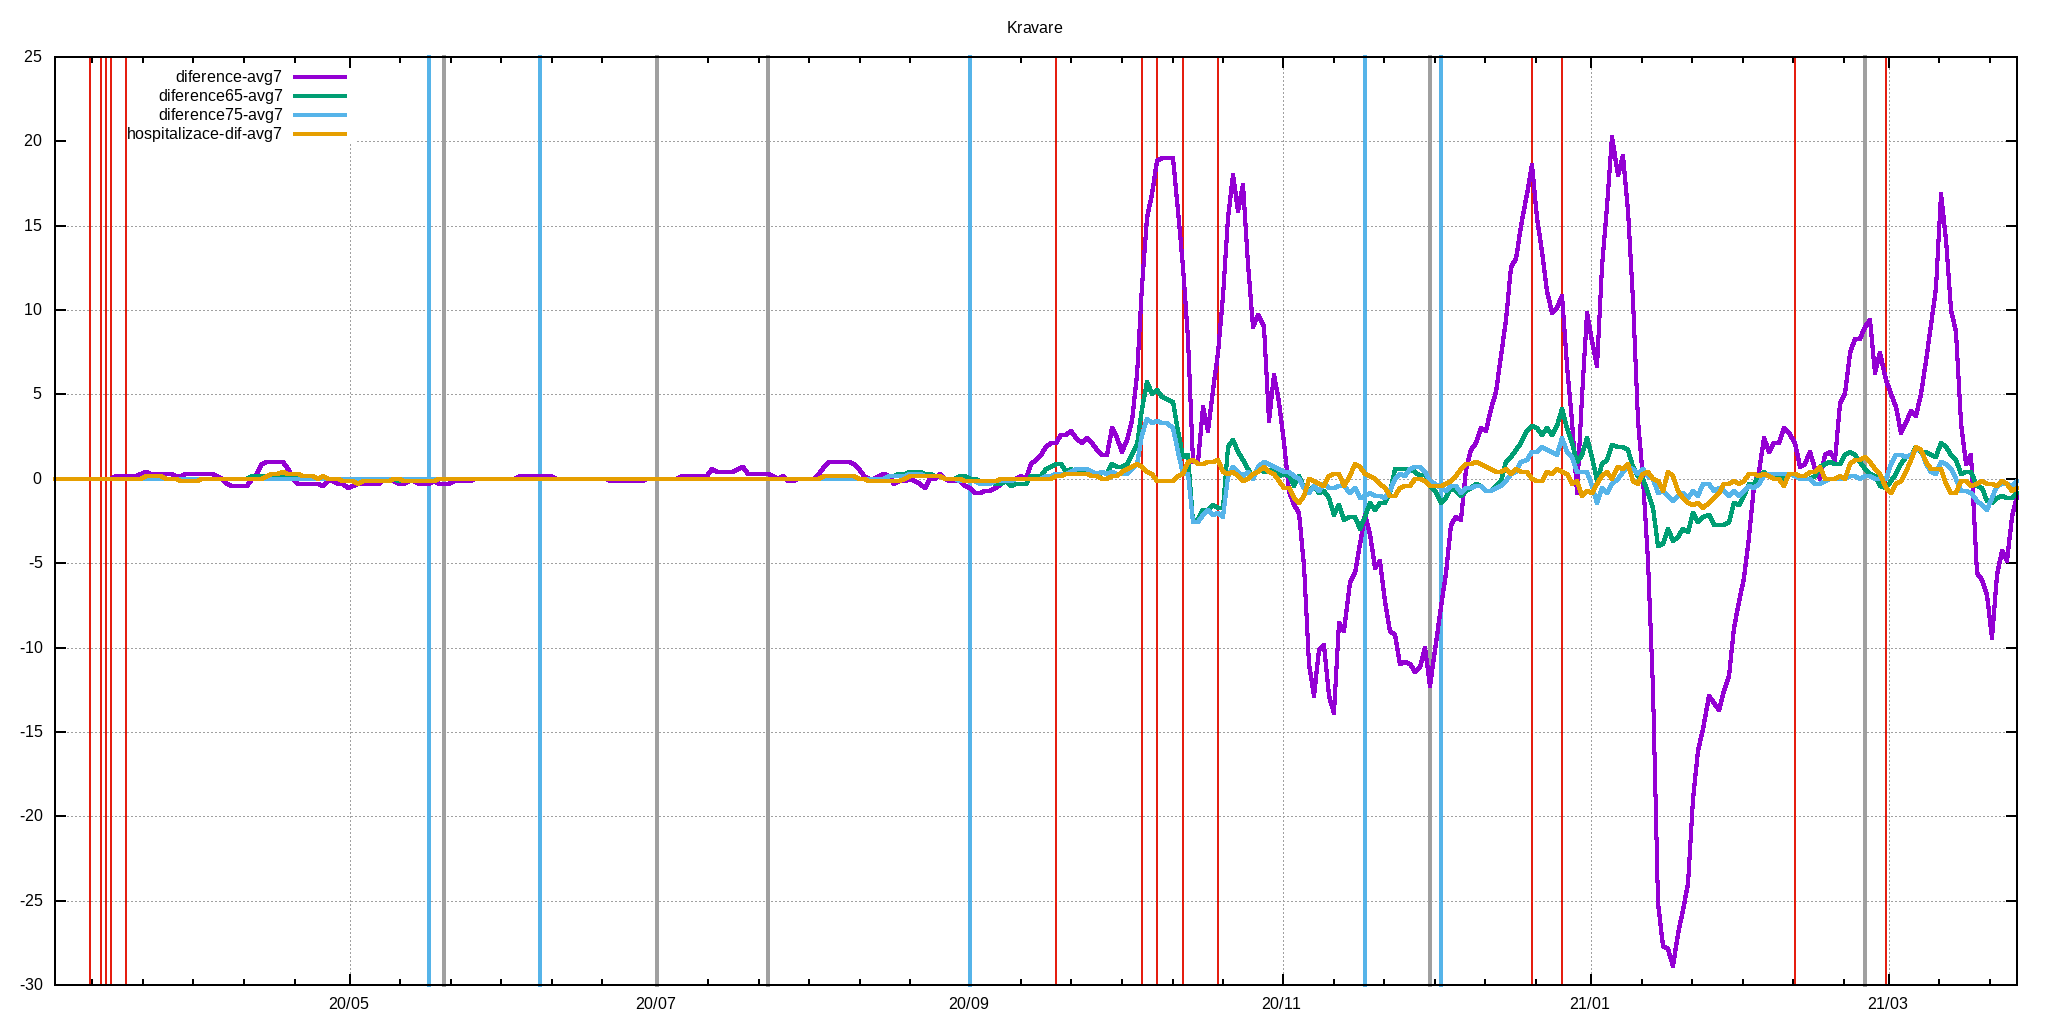 Kravare
25
diference-avg7
diference65-avg7
diference75-avg7
hospitalizace-dif-avg7
20
15
10
5
0
-5
-10
-15
-20
-25
-30
20/05 20/07 20/09 20/11 21/01 21/03